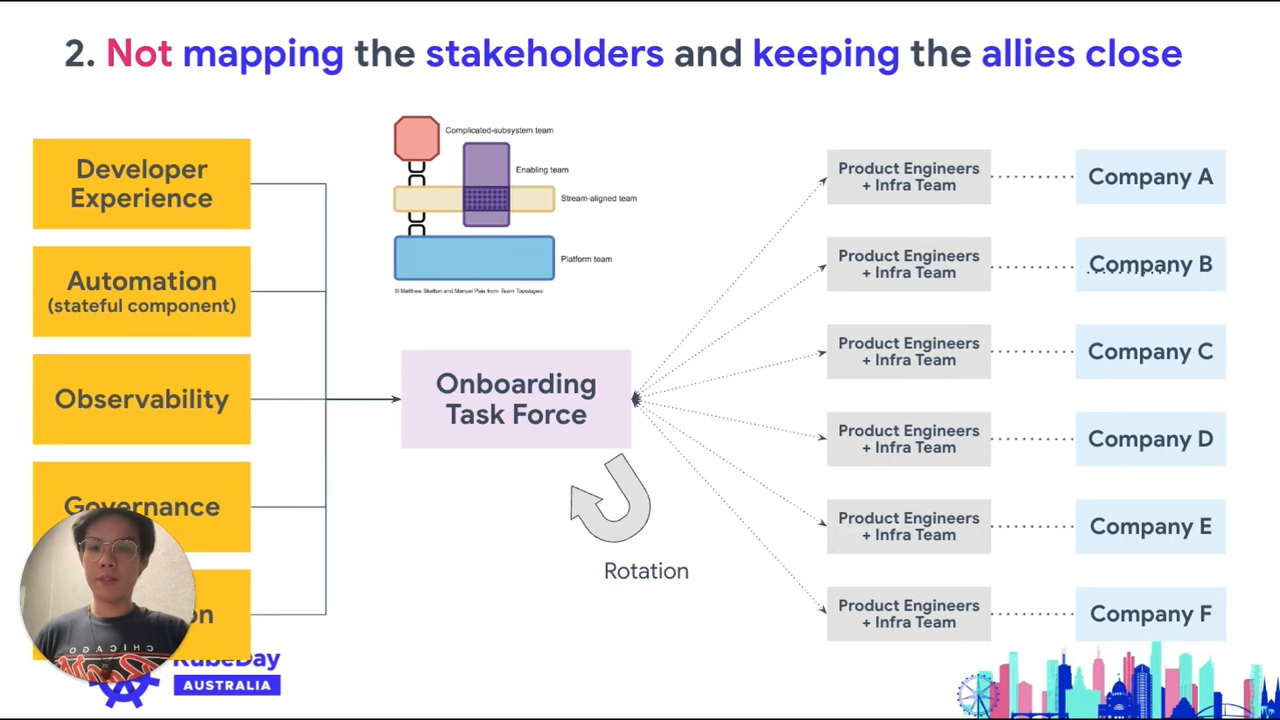 2. Not mapping the stakeholders and keeping the allies close
Developer
Experience
Automation
(stateful component)
Observability
Governance
Complicated-subsystem team
Enabling team
Stream-aligned team
Platform team
© Matthew Skelton and Manuel Pais from Team Topologies
Onboarding
Task Force
Rotation
Product Engineers
+ Infra Team
Company A
Product Engineers
+ Infra Team
Company B
Product Engineers
+ Infra Team
Company C
Product Engineers
+ Infra Team
Company D
Product Engineers
+ Infra Team
Company E
Product Engineers
+ Infra Team
Company F
CHICAGO
KubeDay
AUSTRALIA